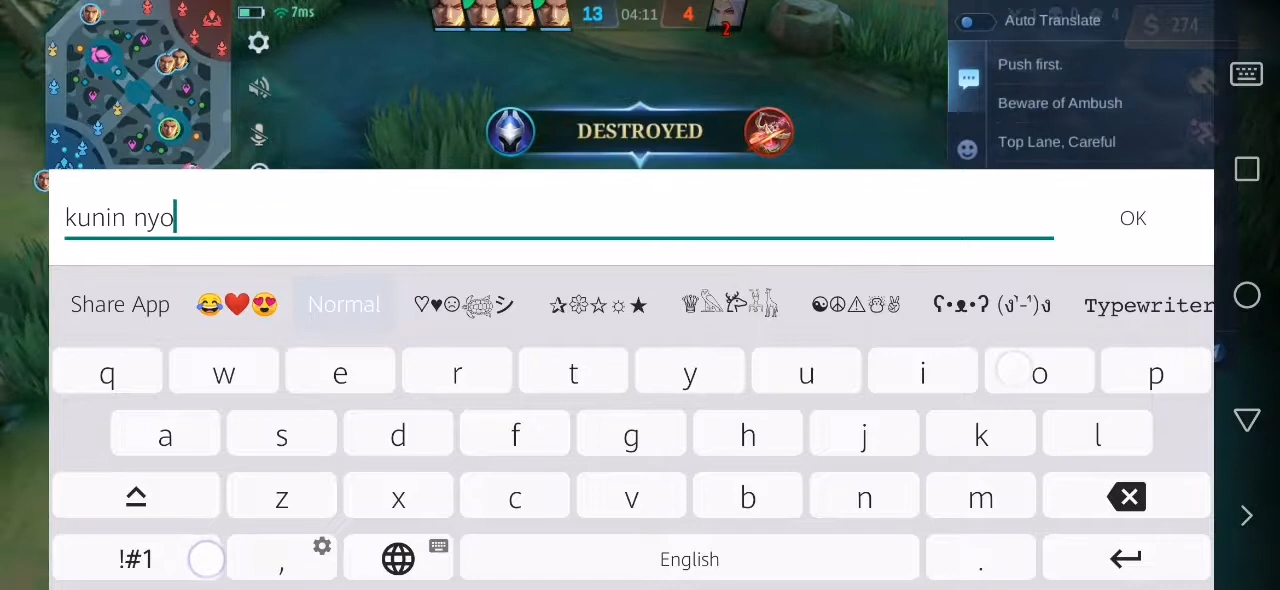 7ms
13 04:11 4
2
Auto Translate
$ 274
Push first.
Beware of Ambush
Top Lane, Careful
DESTROYED
kunin nyo
OK
Share App 😂❤️😍 Normal
Typewriter
q w e r t y u i o p
a s d f g h j k l
z x c v b n m
!#1 , English .